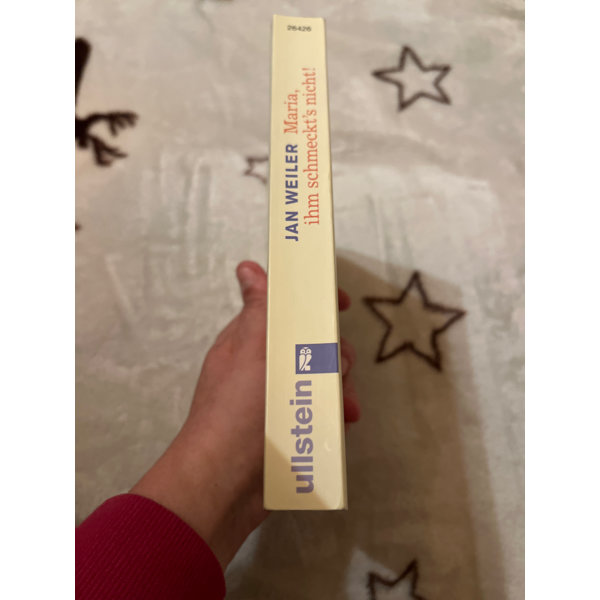 26426
JAN WEILER Maria,
ihm schmeckt's nicht!
ullstein